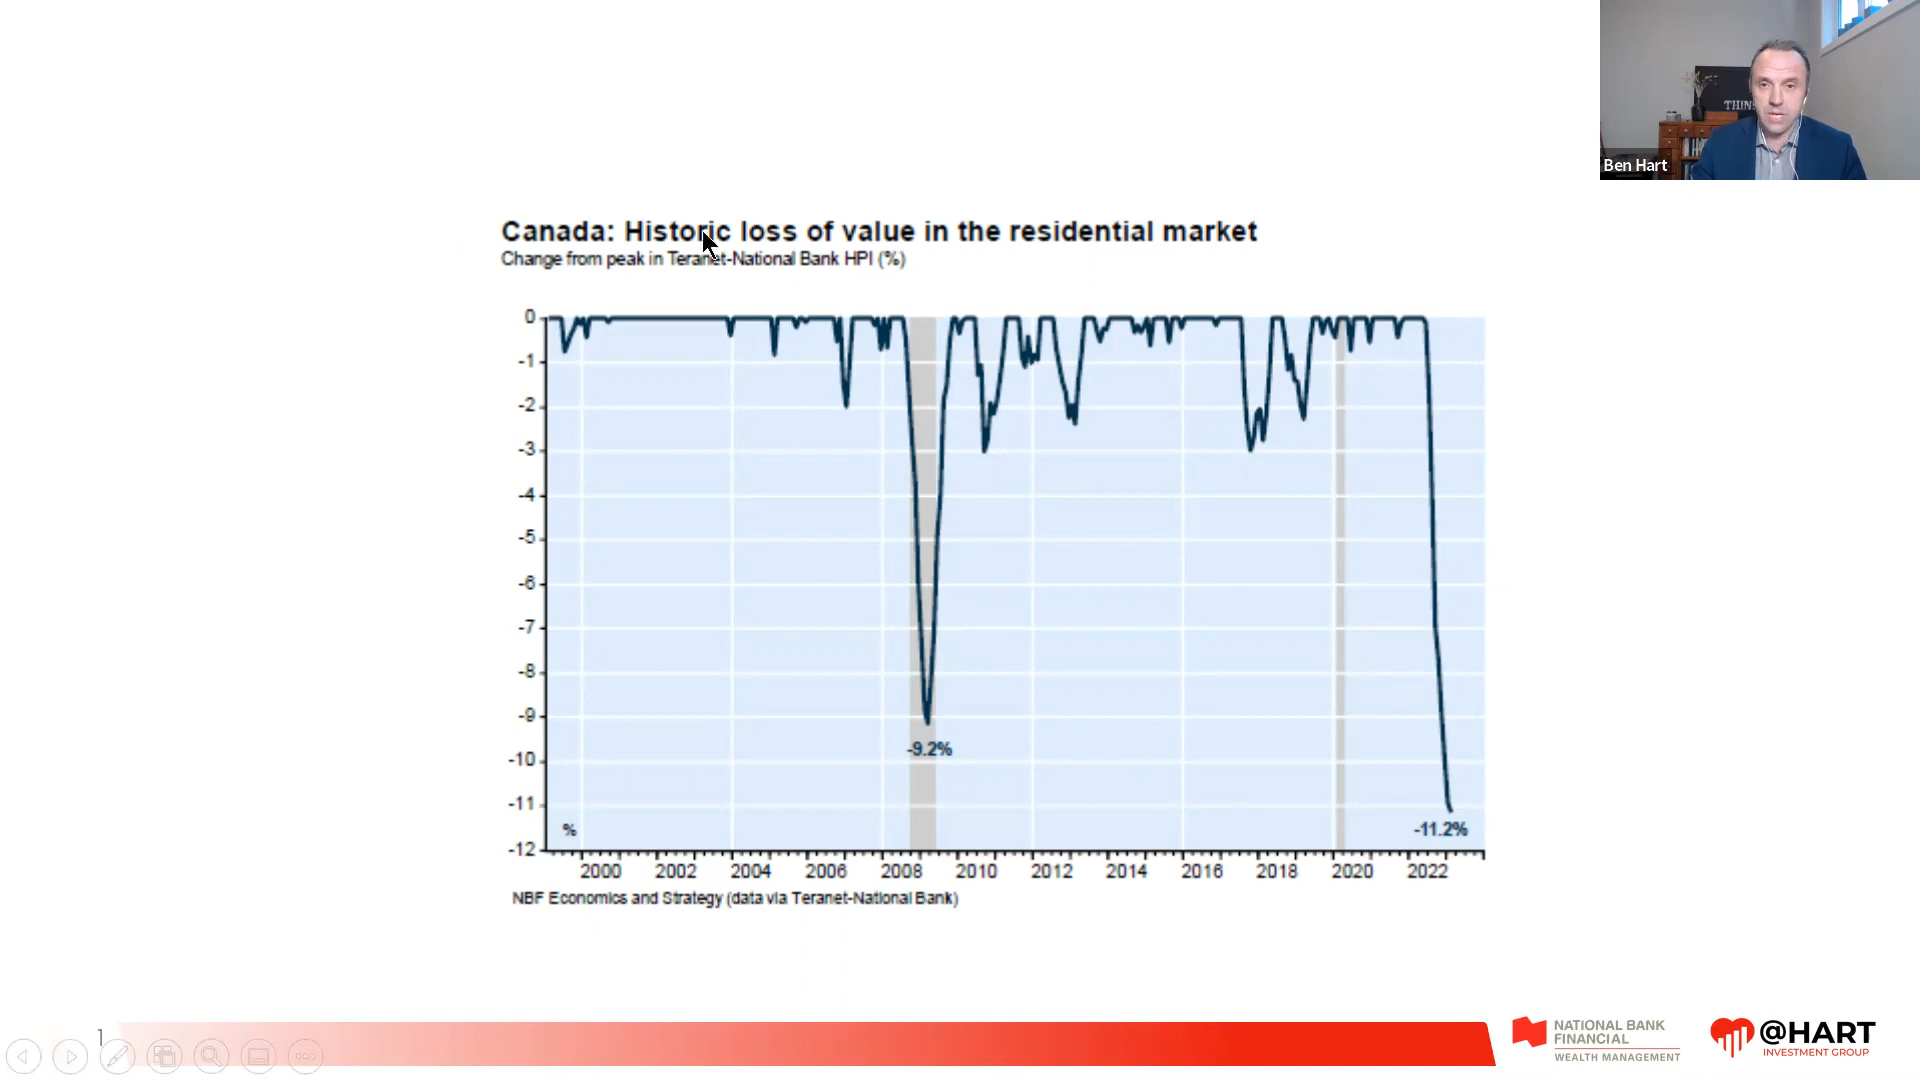 THIN
Ben Hart
Canada: Historic loss of value in the residential market
Change from peak in Teranet-National Bank HPI (%)
0
-1
-2
-3
-4
-5
-6
-7
-8
-9
-10
-11
-12
-9.2%
-11.2%
%
2000 2002 2004 2006 2008 2010 2012 2014 2016 2018 2020 2022
NBF Economics and Strategy (data via Teranet-National Bank)
1
NATIONAL BANK
FINANCIAL
WEALTH MANAGEMENT
@HART
INVESTMENT GROUP